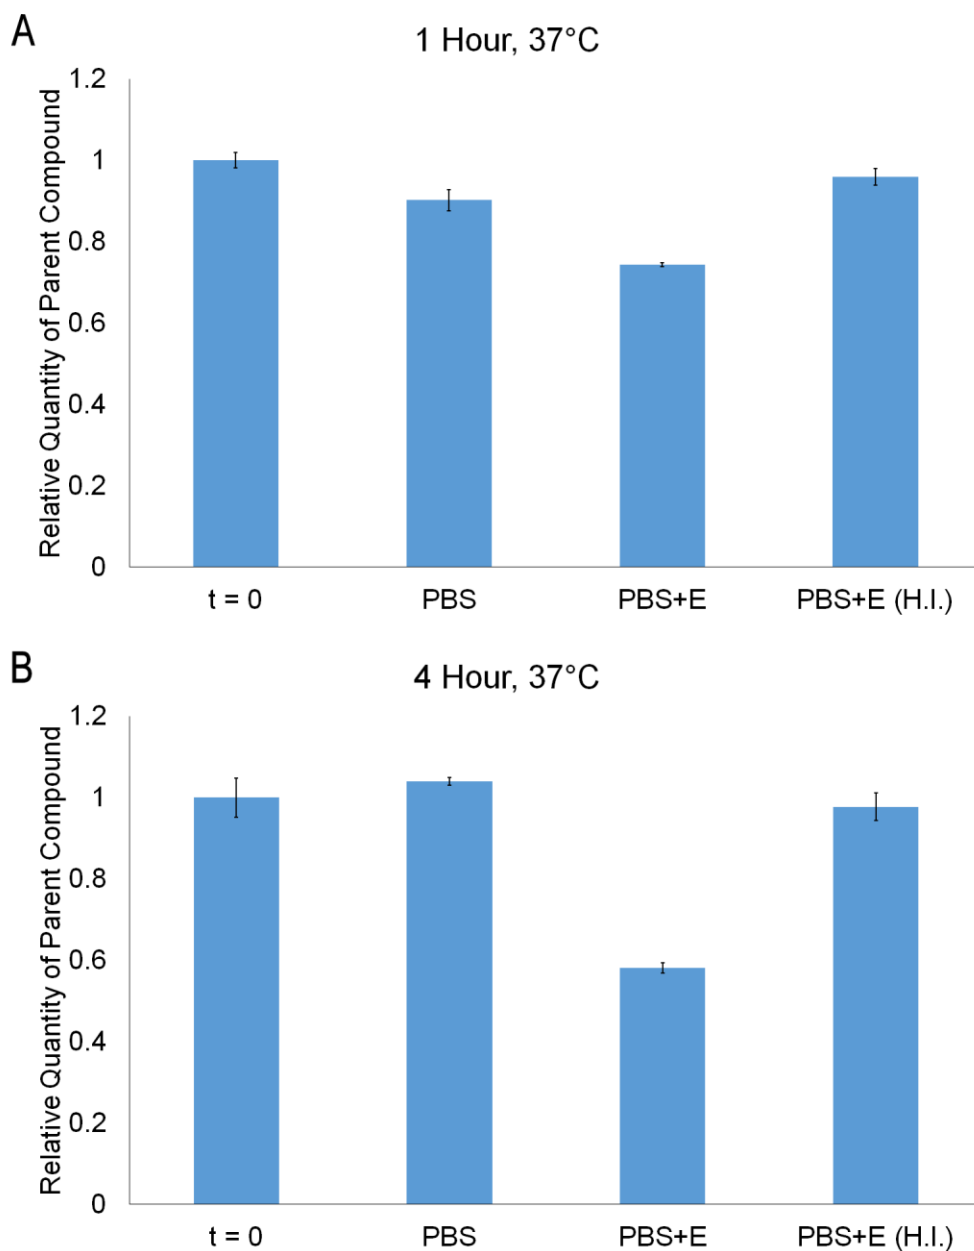 A
1 Hour, 37°C
Relative Quantity of Parent Compound
1.2
1
0.8
0.6
0.4
0.2
0
t = 0 PBS PBS+E PBS+E (H.I.)
B
4 Hour, 37°C
Relative Quantity of Parent Compound
1.2
1
0.8
0.6
0.4
0.2
0
t = 0 PBS PBS+E PBS+E (H.I.)